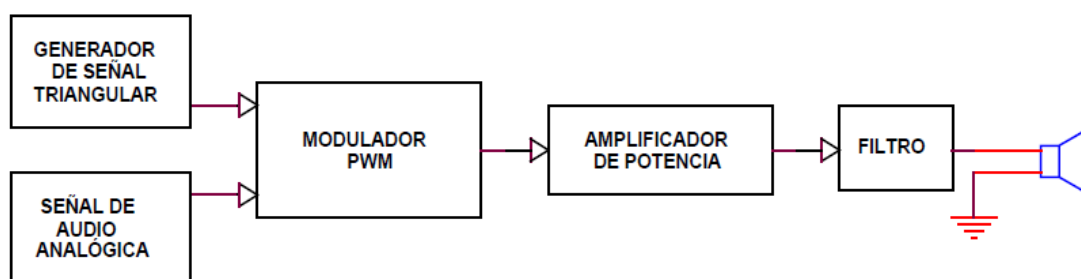 GENERADOR
DE SEÑAL
TRIANGULAR
SEÑAL DE
AUDIO
ANALÓGICA
MODULADOR
PWM
AMPLIFICADOR
DE POTENCIA
FILTRO